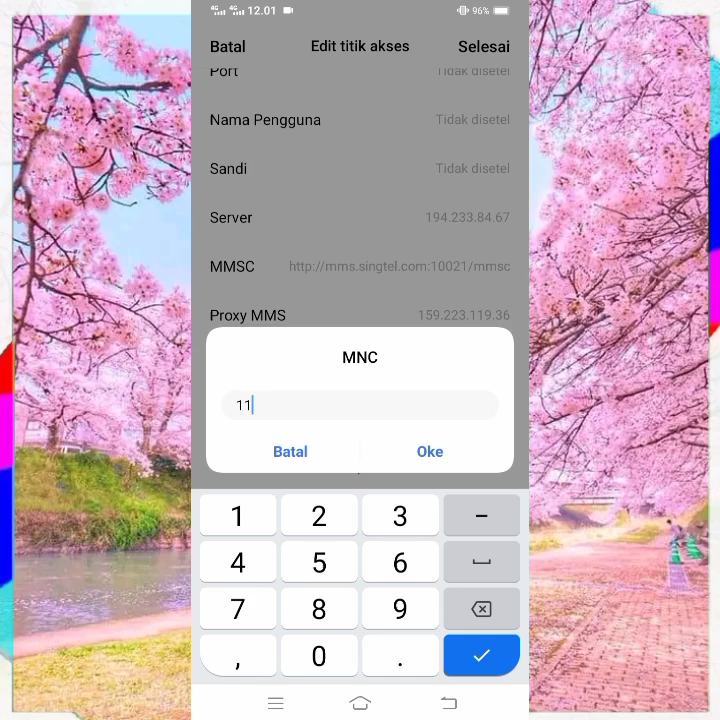 4G 4G 12.01 96%
Batal Edit titik akses Selesai
Port Tidak disetel
Nama Pengguna Tidak disetel
Sandi Tidak disetel
Server 194.233.84.67
MMSC http://mms.singtel.com:10021/mmsc
Proxy MMS 159.223.119.36
MNC
11
Batal Oke
1 2 3 -
4 5 6
7 8 9
, 0 .